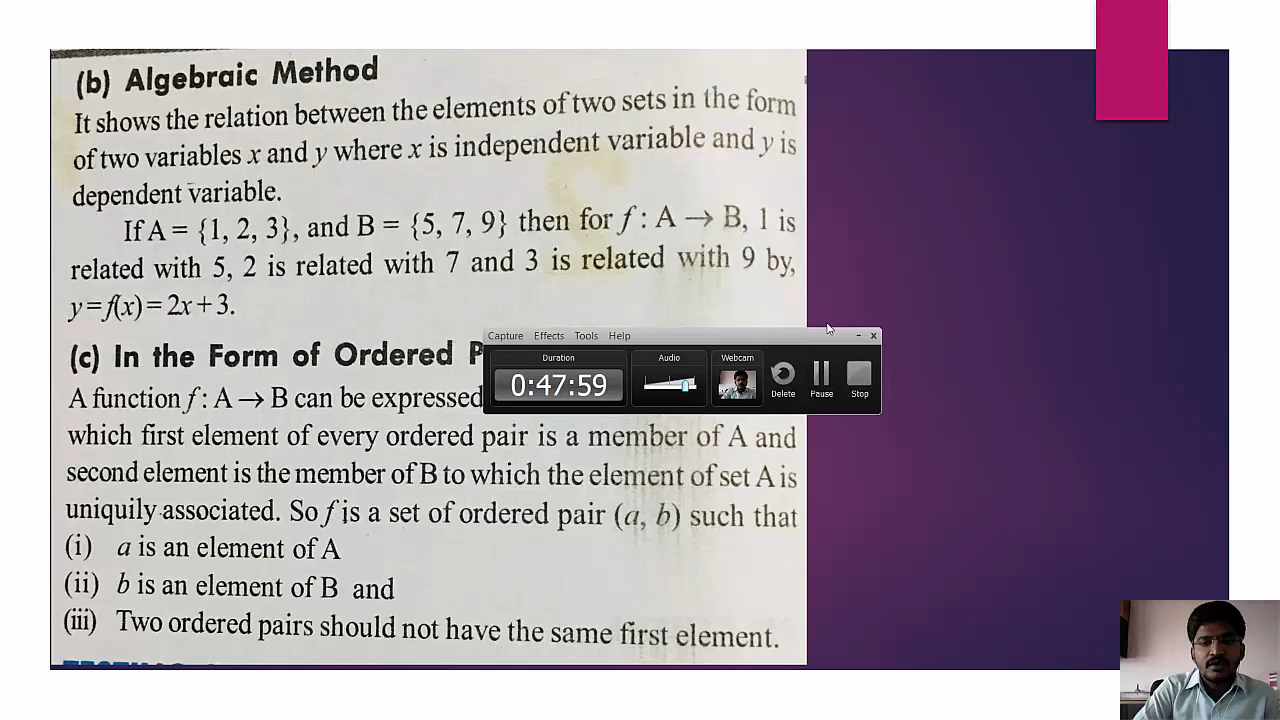 (b) Algebraic Method
It shows the relation between the elements of two sets in the form
of two variables x and y where x is independent variable and y is
dependent variable.
If A = {1, 2, 3}, and B = {5, 7, 9} then for f : A → B, 1 is
related with 5, 2 is related with 7 and 3 is related with 9 by,
y = f(x) = 2x + 3.
(c) In the Form of Ordered
A function f : A → B can be expressed
which first element of every ordered pair is a member of A and
second element is the member of B to which the element of set A is
uniquily associated. So f is a set of ordered pair (a, b) such that
(i) a is an element of A
(ii) b is an element of B and
(iii) Two ordered pairs should not have the same first element.
Capture Effects Tools Help
Duration Audio Webcam
0:47:59
Delete Pause Stop